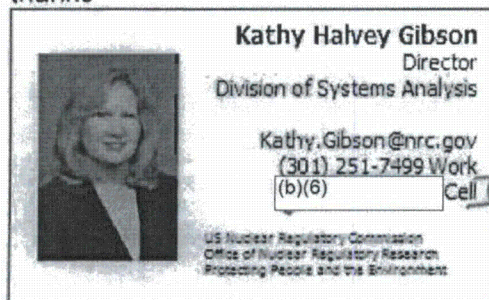 Kathy Halvey Gibson
Director
Division of Systems Analysis
Kathy.Gibson@nrc.gov
(301) 251-7499 Work
(b)(6) Cell
US Nuclear Regulatory Commission
Office of Nuclear Regulatory Research
Protecting People and the Environment